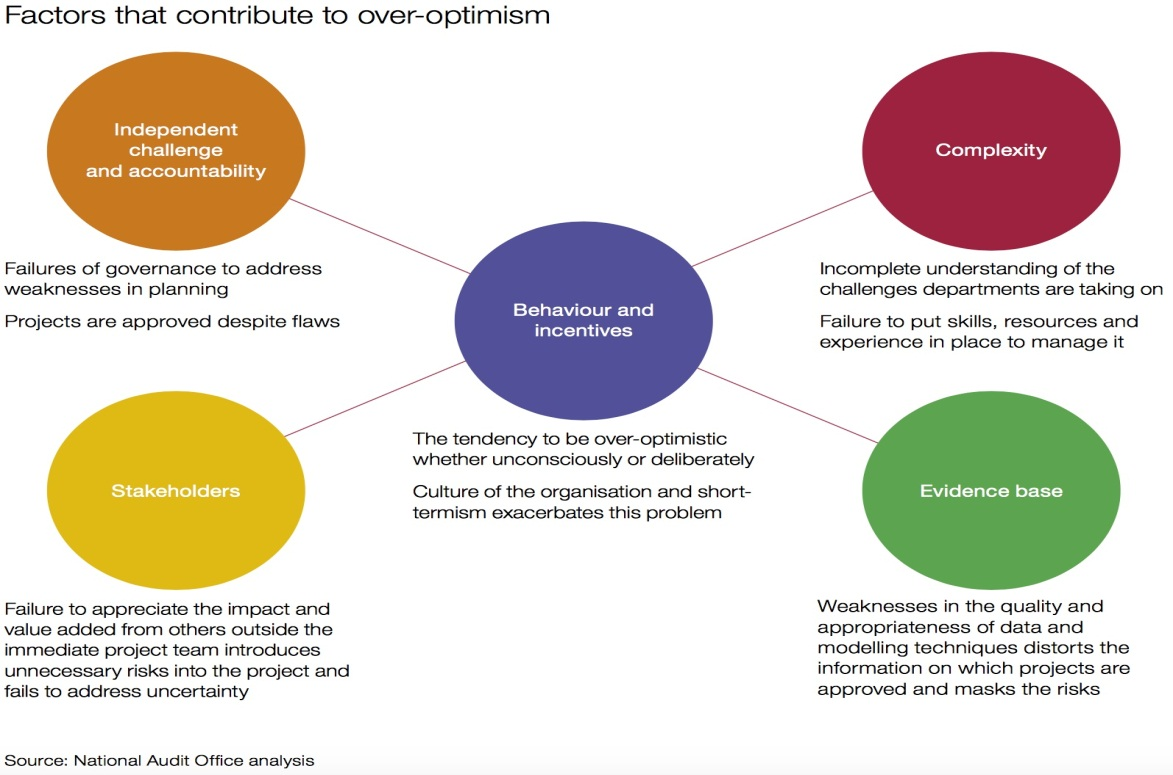 Factors that contribute to over-optimism
Independent
challenge
and accountability
Failures of governance to address
weaknesses in planning
Projects are approved despite flaws
Complexity
Incomplete understanding of the
challenges departments are taking on
Failure to put skills, resources and
experience in place to manage it
Behaviour and
incentives
The tendency to be over-optimistic
whether unconsciously or deliberately
Culture of the organisation and short-
termism exacerbates this problem
Stakeholders
Failure to appreciate the impact and
value added from others outside the
immediate project team introduces
unnecessary risks into the project and
fails to address uncertainty
Evidence base
Weaknesses in the quality and
appropriateness of data and
modelling techniques distorts the
information on which projects are
approved and masks the risks
Source: National Audit Office analysis